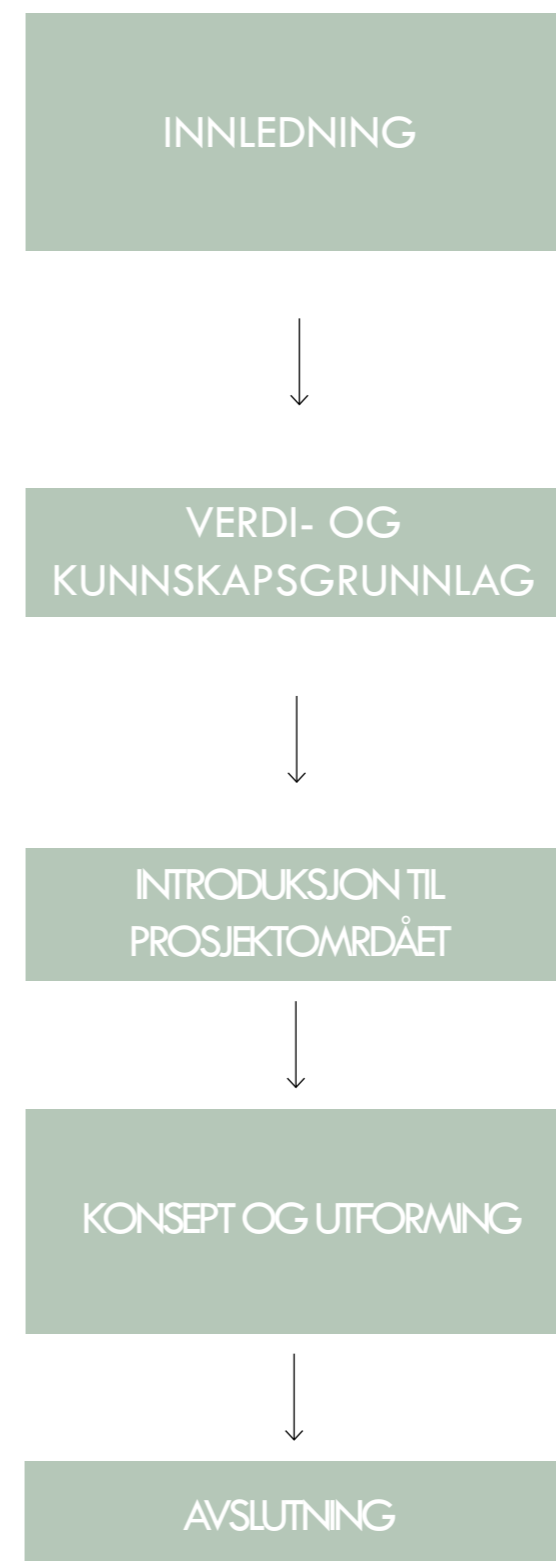 INNLEDNING
VERDI- OG
KUNNSKAPSGRUNNLAG
INTRODUKSJON TIL
PROSJEKTOMRDÅET
KONSEPT OG UTFORMING
AVSLUTNING